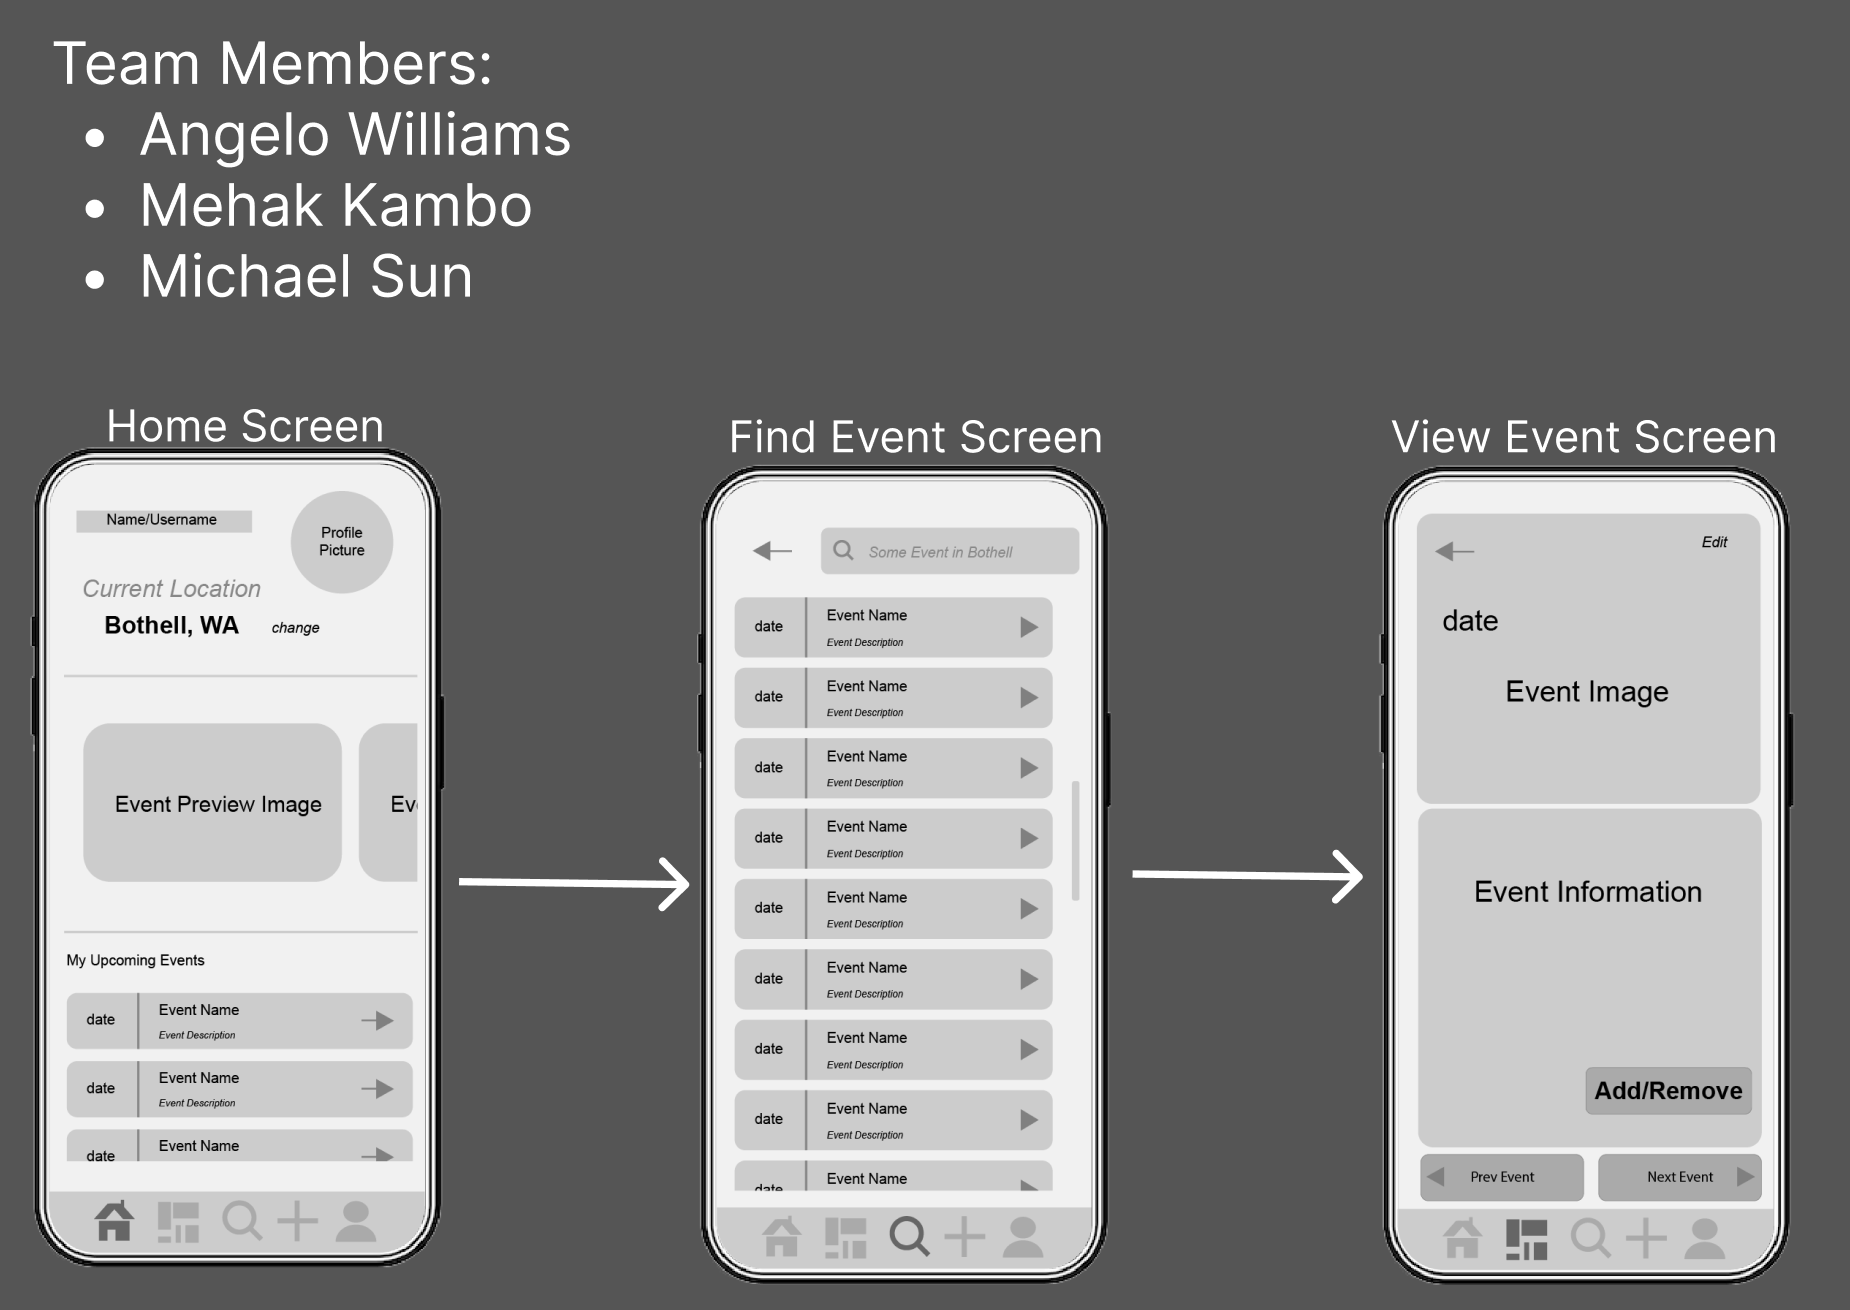 Team Members:
• Angelo Williams
• Mehak Kambo
• Michael Sun
Home Screen
Name/Username
Profile
Picture
Current Location
Bothell, WA change
Event Preview Image
Ev
My Upcoming Events
date
Event Name
Event Description
date
Event Name
Event Description
date
Event Name
Find Event Screen
Some Event in Bothell
date
Event Name
Event Description
date
Event Name
Event Description
date
Event Name
Event Description
date
Event Name
Event Description
date
Event Name
Event Description
date
Event Name
Event Description
date
Event Name
Event Description
date
Event Name
Event Description
date
Event Name
View Event Screen
Edit
date
Event Image
Event Information
Add/Remove
Prev Event
Next Event